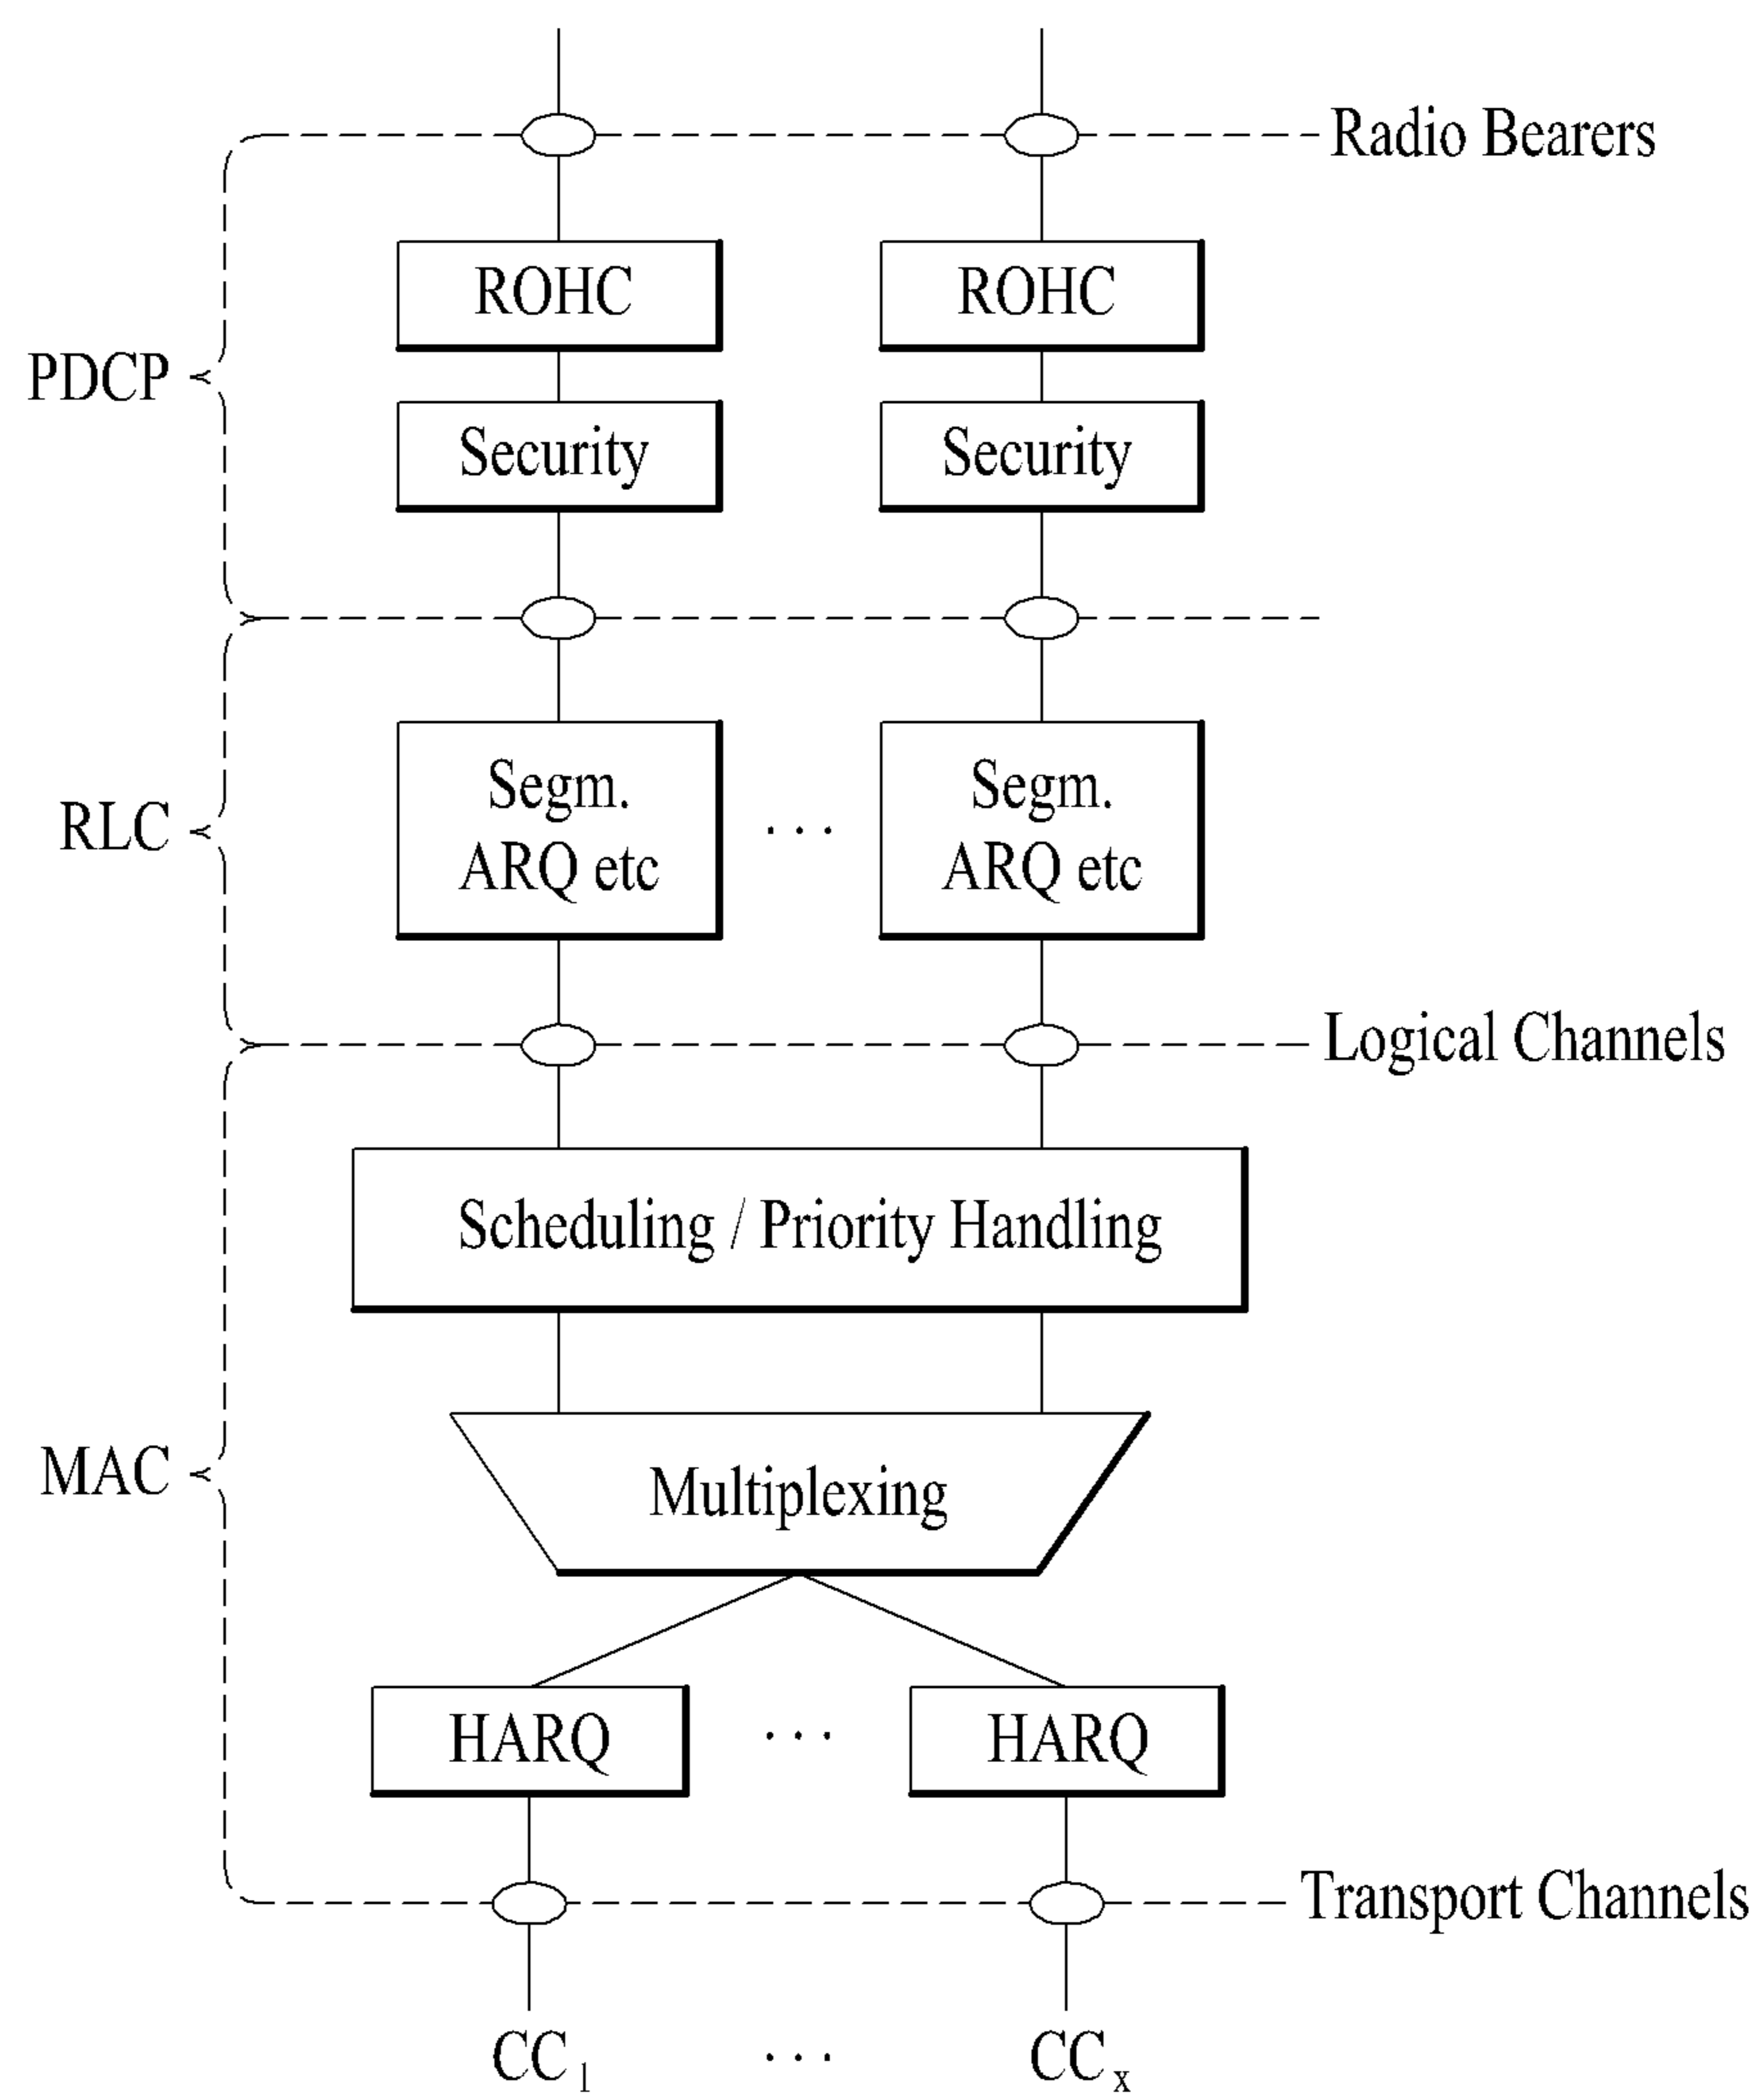 Radio Bearers
ROHC
ROHC
PDCP
Security
Security
Segm.
ARQ etc
...
Segm.
ARQ etc
RLC
Logical Channels
Scheduling / Priority Handling
MAC
Multiplexing
HARQ
...
HARQ
Transport Channels
CC1
...
CCx